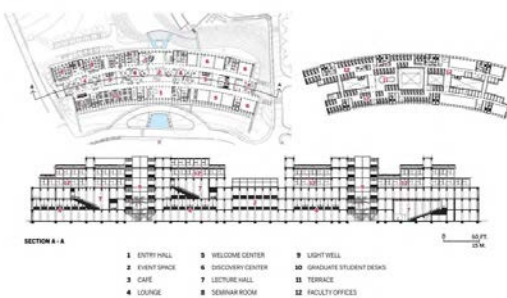 A
A
SECTION A - A
0 60 FT.
15 M.
1 ENTRY HALL
2 EVENT SPACE
3 CAFÉ
4 LOUNGE
5 WELCOME CENTER
6 DISCOVERY CENTER
7 LECTURE HALL
8 SEMINAR ROOM
9 LIGHT WELL
10 GRADUATE STUDENT DESKS
11 TERRACE
12 FACULTY OFFICES